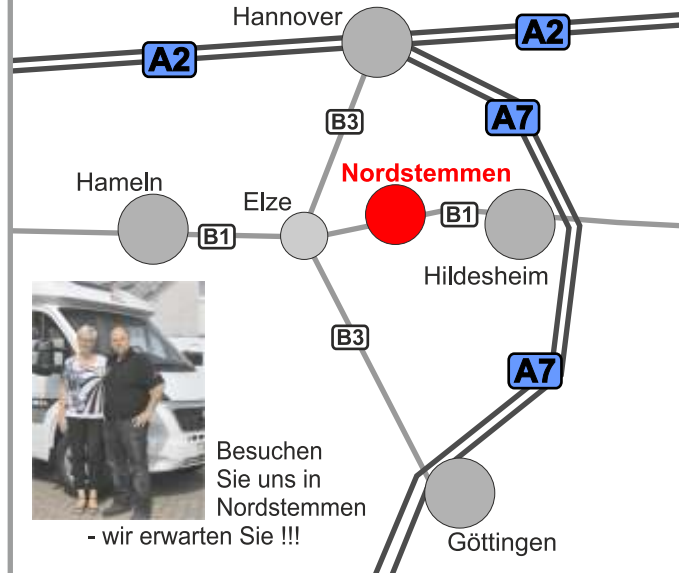 Hannover
A2
A2
A7
B3
Nordstemmen
Hameln
Elze
B1
B1
Hildesheim
B3
A7
Besuchen
Sie uns in
Nordstemmen
- wir erwarten Sie !!!
Göttingen